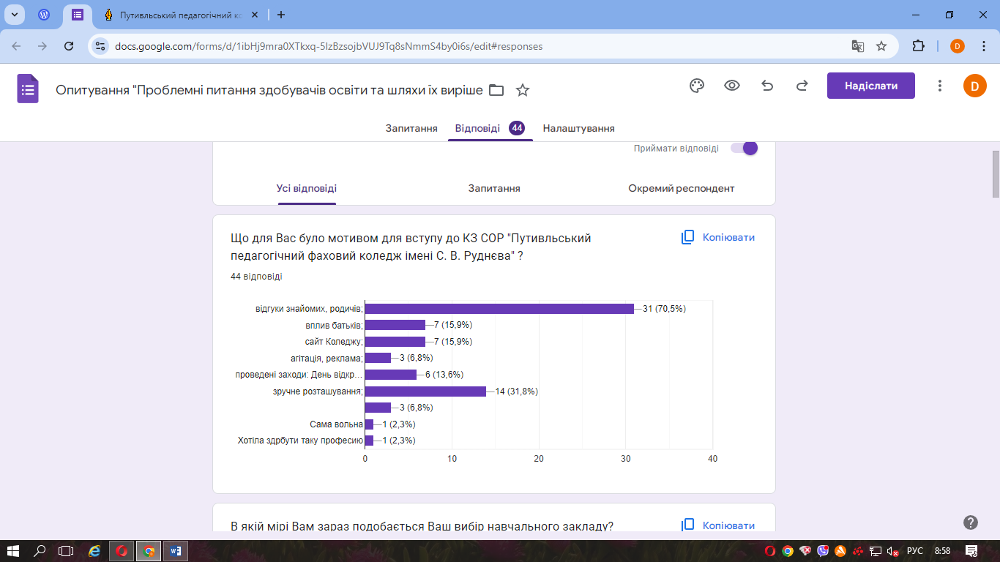 Путивльський педагогічний ко
docs.google.com/forms/d/1ibHj9mra0XTkxq-5IzBzsojbVUJ9Tq8sNmmS4by0i6s/edit#responses
D
Опитування "Проблемні питання здобувачів освіти та шляхи їх виріше
Надіслати
D
Запитання
Відповіді 44
Налаштування
Приймати відповіді
Усі відповіді
Запитання
Окремий респондент
Що для Вас було мотивом для вступу до КЗ СОР "Путивльський
педагогічний фаховий коледж імені С. В. Руднєва" ?
Копіювати
44 відповіді
відгуки знайомих, родичів; 31 (70,5%)
вплив батьків; 7 (15,9%)
сайт Коледжу; 7 (15,9%)
агітація, реклама; 3 (6,8%)
проведені заходи: День відкр... 6 (13,6%)
зручне розташування; 14 (31,8%)
3 (6,8%)
Сама вольна 1 (2,3%)
Хотіла здрбути таку професию 1 (2,3%)
0 10 20 30 40
В якій мірі Вам зараз подобається Ваш вибір навчального закладу?
Копіювати
РУС
8:58